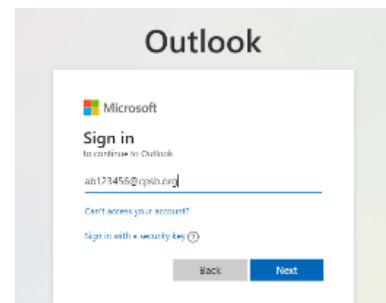 Outlook
Microsoft
Sign in
to continue to Outlook
ab123456@cpsb.org
Can't access your account?
Sign in with a security key ?
Back Next